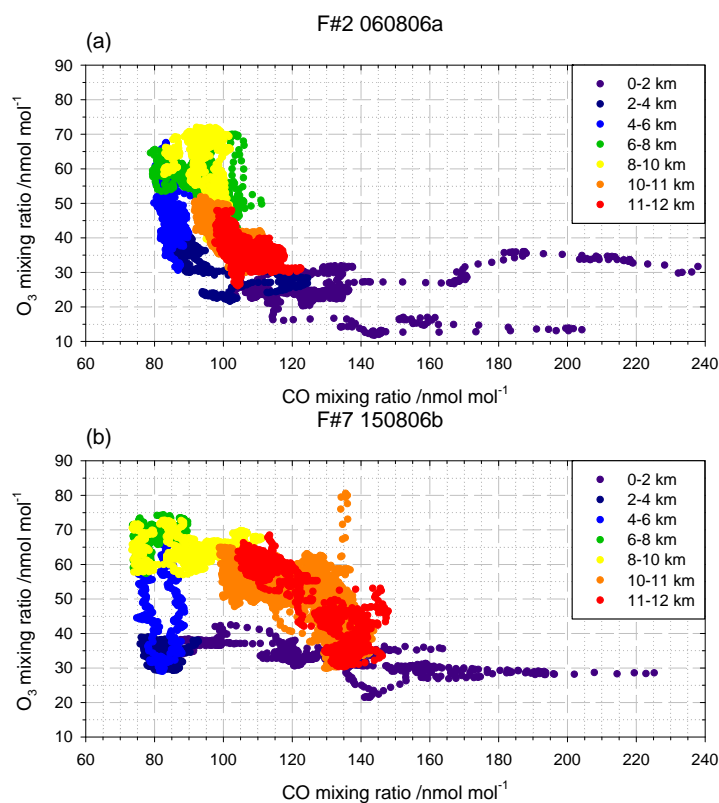 F#2 060806a
(a)
90
80
70
60
50
40
30
20
10
O₃ mixing ratio /nmol mol⁻¹
0-2 km
2-4 km
4-6 km
6-8 km
8-10 km
10-11 km
11-12 km
60 80 100 120 140 160 180 200 220 240
CO mixing ratio /nmol mol⁻¹
F#7 150806b
(b)
90
80
70
60
50
40
30
20
10
O₃ mixing ratio /nmol mol⁻¹
0-2 km
2-4 km
4-6 km
6-8 km
8-10 km
10-11 km
11-12 km
60 80 100 120 140 160 180 200 220 240
CO mixing ratio /nmol mol⁻¹